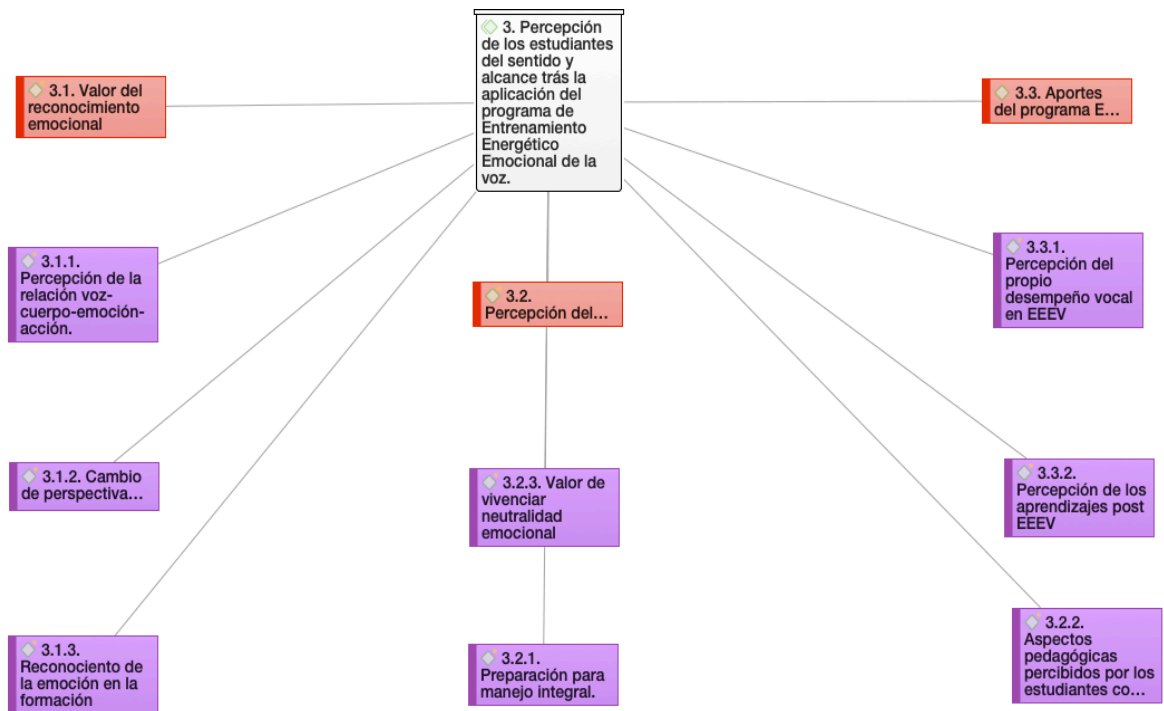 3. Percepción
de los estudiantes
del sentido y
alcance trás la
aplicación del
programa de
Entrenamiento
Energético
Emocional de la
voz.
3.1. Valor del
reconocimiento
emocional
3.3. Aportes
del programa E...
3.1.1.
Percepción de la
relación voz-
cuerpo-emoción-
acción.
3.2.
Percepción del...
3.3.1.
Percepción del
propio
desempeño vocal
en EEEV
3.1.2. Cambio
de perspectiva...
3.2.3. Valor de
vivenciar
neutralidad
emocional
3.3.2.
Percepción de los
aprendizajes post
EEEV
3.1.3.
Reconociento de
la emoción en la
formación
3.2.1.
Preparación para
manejo integral.
3.2.2.
Aspectos
pedagógicas
percibidos por los
estudiantes co...